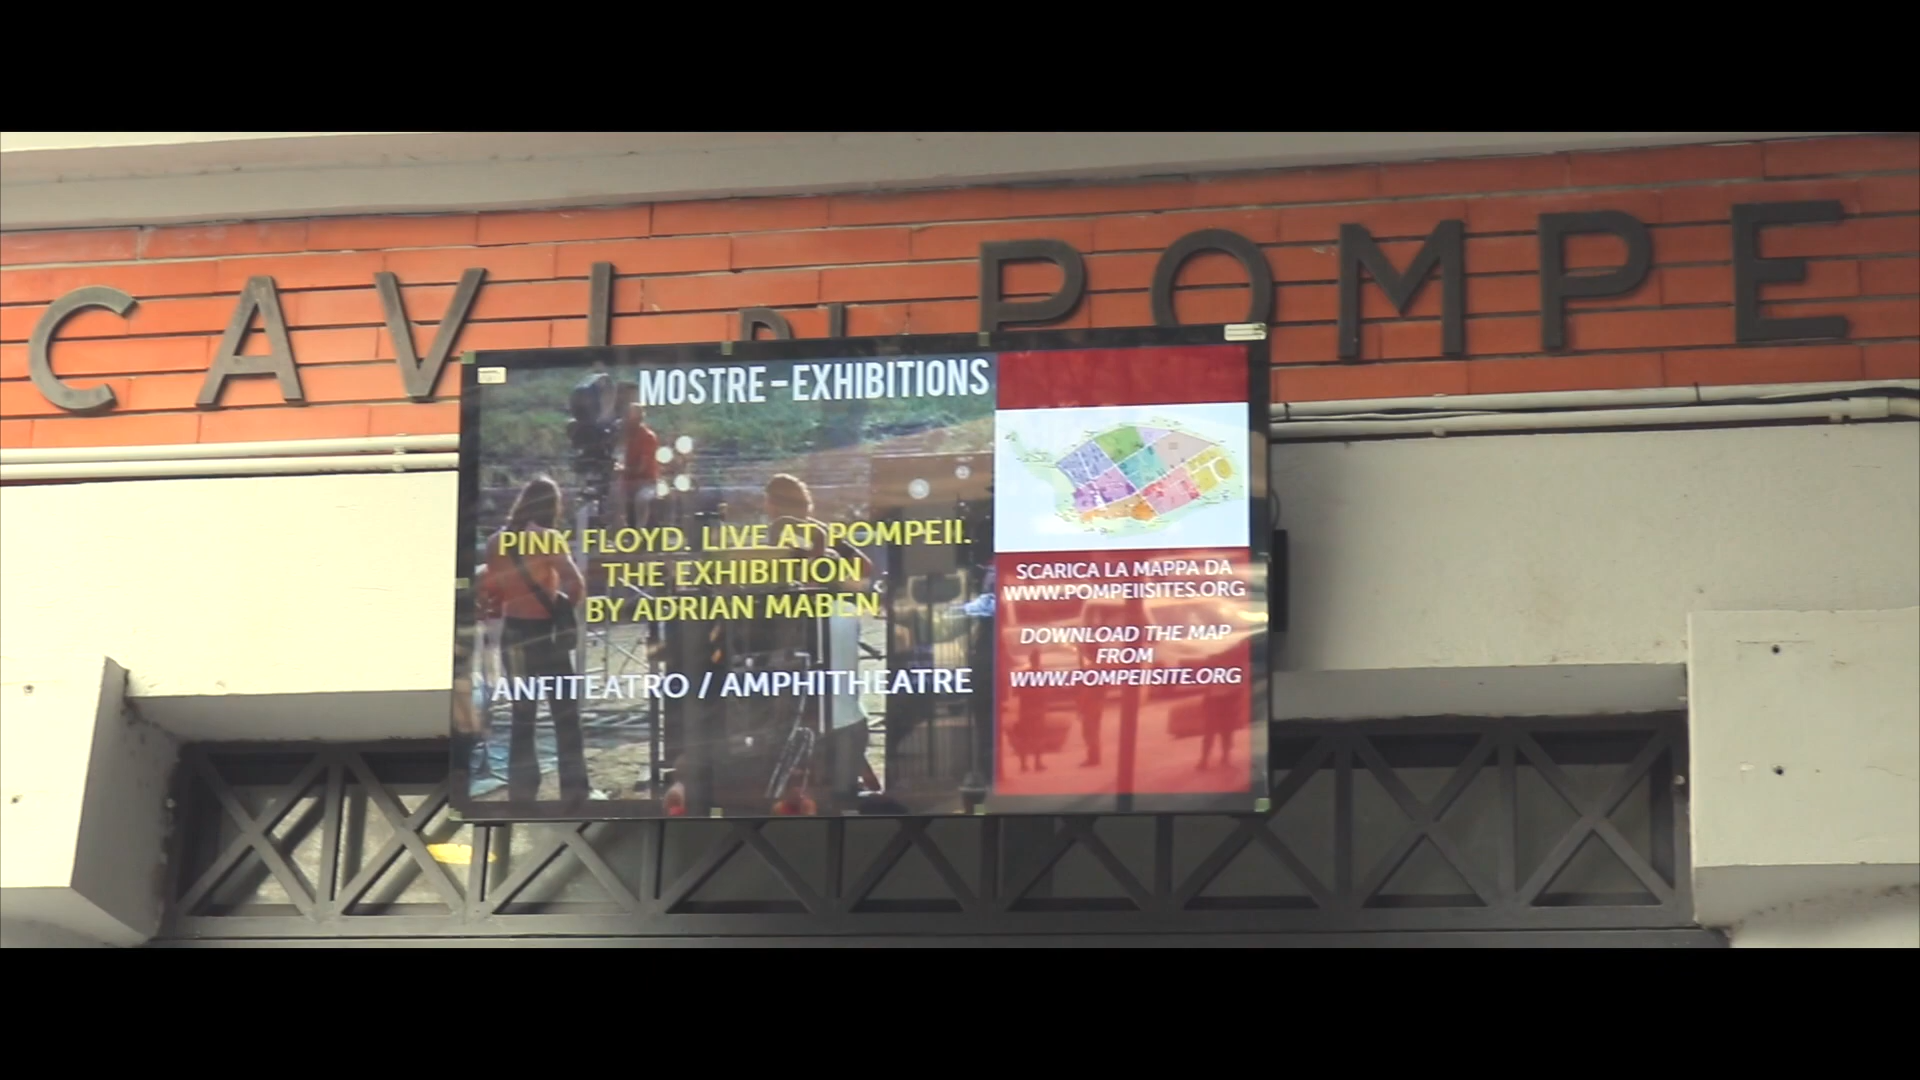 CAVI DI POMPE
MOSTRE-EXHIBITIONS
PINK FLOYD. LIVE AT POMPEII.
THE EXHIBITION
BY ADRIAN MABEN
ANFITEATRO / AMPHITHEATRE
SCARICA LA MAPPA DA
WWW.POMPEIISITES.ORG
DOWNLOAD THE MAP
FROM
WWW.POMPEIISITE.ORG